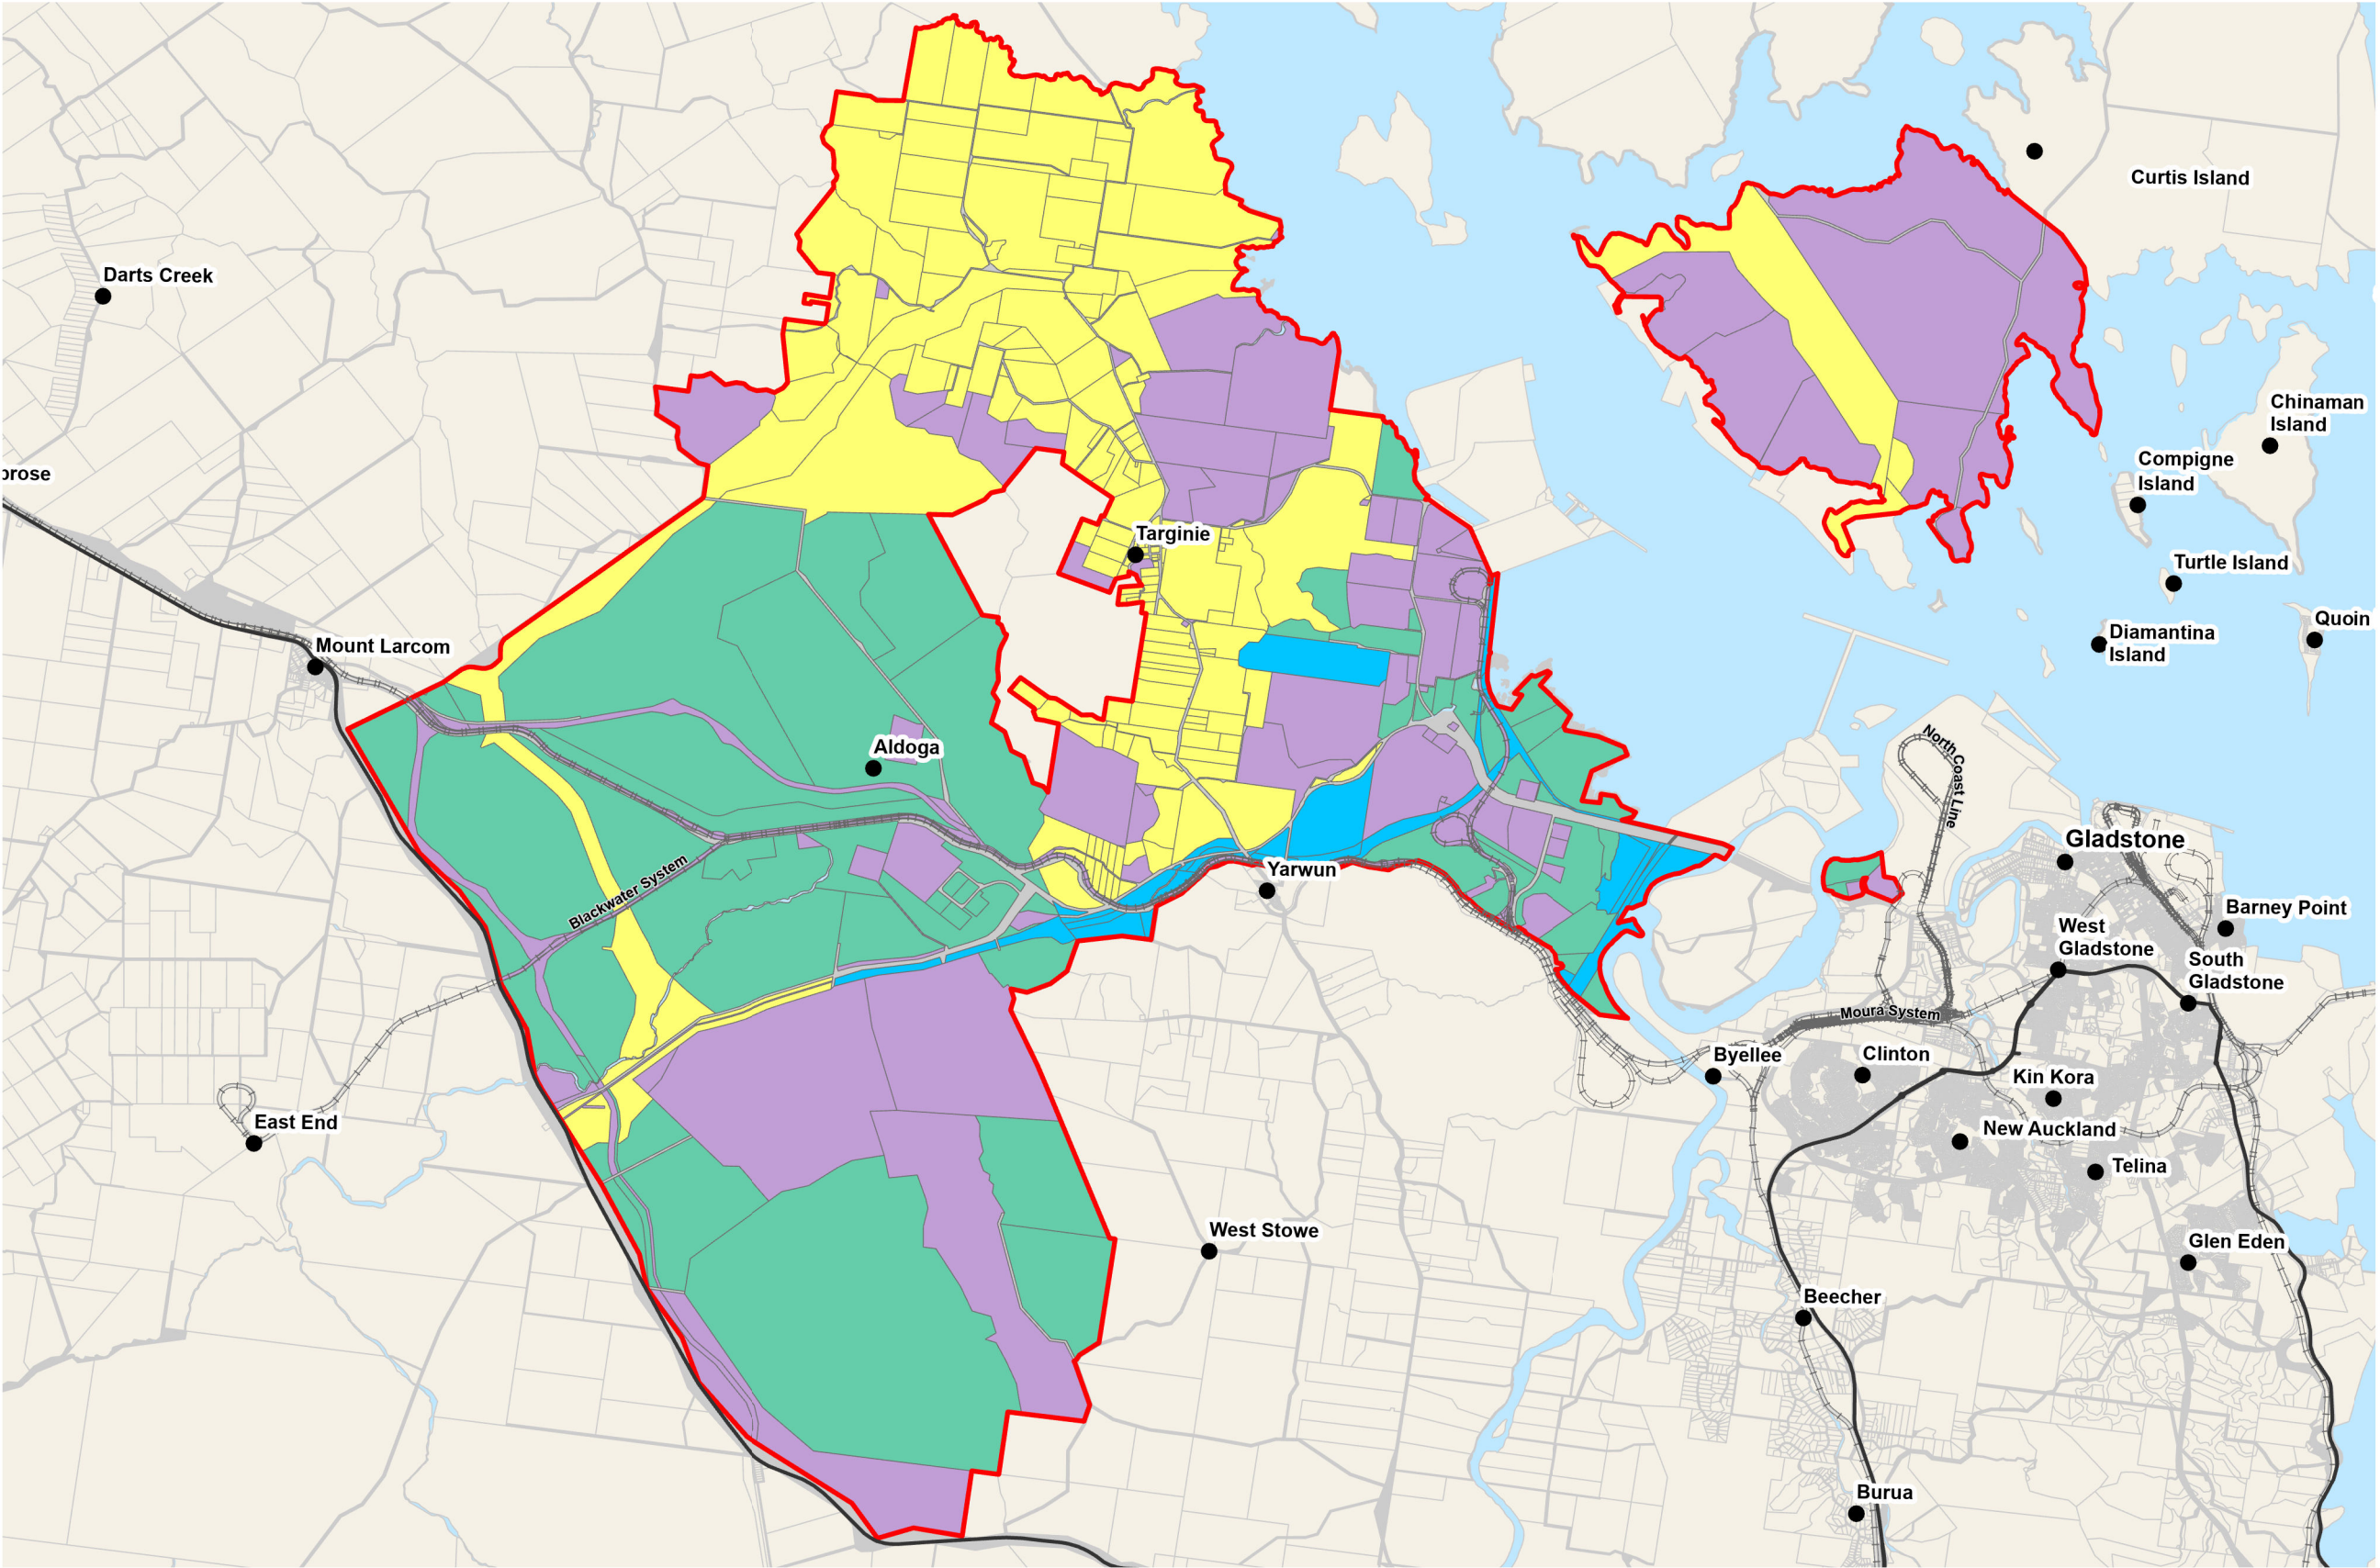 Curtis Island
Darts Creek
Chinaman
Island
Compigne
Island
brose
Targinie
Turtle Island
Quoin
Mount Larcom
Diamantina
Island
Aldoga
North Coast Line
Gladstone
Blackwater System
Yarwun
Barney Point
West
Gladstone
South
Gladstone
Moura System
Byellee
Clinton
Kin Kora
East End
New Auckland
Telina
West Stowe
Glen Eden
Beecher
Burua